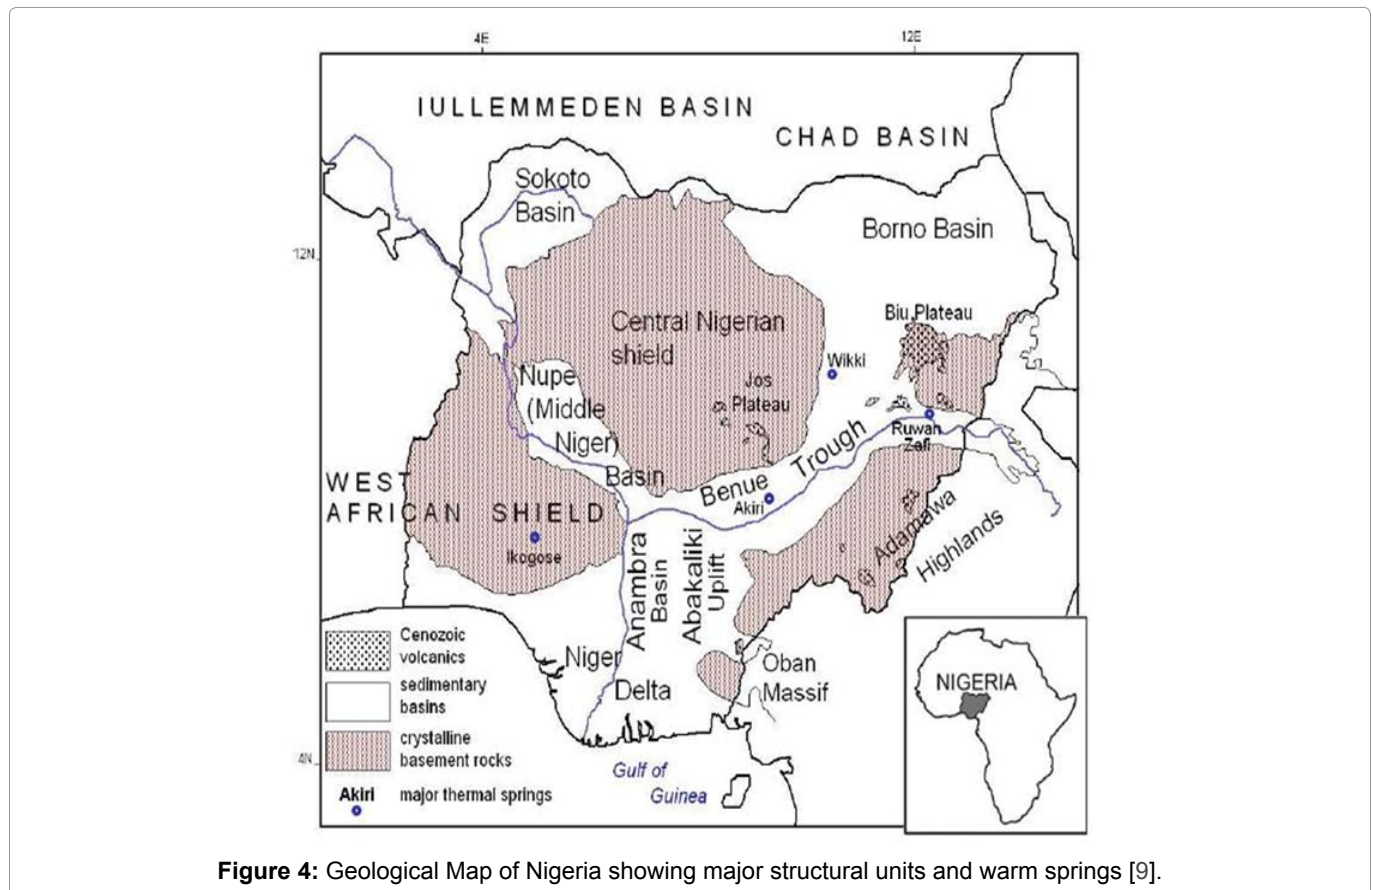 4E
12E
IULLEMMEDEN BASIN
CHAD BASIN
Sokoto
Basin
Borno Basin
12N
Biu Plateau
Central Nigerian
shield
Wikki
Nupe
(Middle
Niger)
Basin
Jos
Plateau
Ruwan
Zafi
Benue Trough
Akiri
WEST
AFRICAN SHIELD
Ikogose
Adamawa
Highlands
Anambra
Basin
Abakaliki
Uplift
Niger
Delta
Oban
Massif
Cenozoic
volcanics
sedimentary
basins
crystalline
basement rocks
Akiri
major thermal springs
4N
Gulf of
Guinea
NIGERIA
Figure 4: Geological Map of Nigeria showing major structural units and warm springs [9].